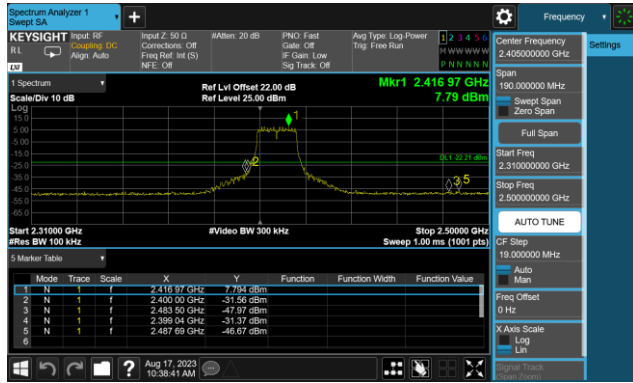 Spectrum Analyzer 1
Swept SA
+
Frequency
KEYSIGHT
Input: RF
Coupling: DC
Align: Auto
Input Z: 50 Ω
Corrections: Off
Freq Ref: Int (S)
NFE: Off
#Atten: 20 dB
PNO: Fast
Gate: Off
IF Gain: Low
Sig Track: Off
Avg Type: Log-Power
Trig: Free Run
1 2 3 4 5 6
M W W W W W
P N N N N N
RL
LXI
Center Frequency
2.405000000 GHz
Settings
Span
190.000000 MHz
Swept Span
Zero Span
Full Span
Start Freq
2.310000000 GHz
Stop Freq
2.500000000 GHz
AUTO TUNE
CF Step
19.000000 MHz
Auto
Man
Freq Offset
0 Hz
X Axis Scale
Log
Lin
Signal Track
(Span Zoom)
1 Spectrum
Scale/Div 10 dB
Log
Ref Lvl Offset 22.00 dB
Ref Level 25.00 dBm
Mkr1 2.416 97 GHz
7.79 dBm
15.0
5.00
-5.00
-15.0
-25.0
-35.0
-45.0
-55.0
-65.0
1
2
3
5
DL1 -22.21 dBm
Start 2.31000 GHz
#Res BW 100 kHz
#Video BW 300 kHz
Stop 2.50000 GHz
Sweep 1.00 ms (1001 pts)
5 Marker Table
Mode Trace Scale X Y Function Function Width Function Value
1 N 1 f 2.416 97 GHz 7.794 dBm
2 N 1 f 2.400 00 GHz -31.56 dBm
3 N 1 f 2.483 50 GHz -47.97 dBm
4 N 1 f 2.399 04 GHz -31.37 dBm
5 N 1 f 2.487 69 GHz -46.67 dBm
6
?
Aug 17, 2023
10:38:41 AM